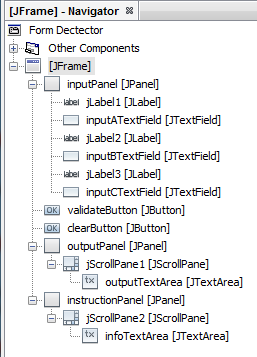 [JFrame] - Navigator
Form Dectector
Other Components
[JFrame]
inputPanel [JPanel]
label jLabel1 [JLabel]
inputATextField [JTextField]
label jLabel2 [JLabel]
inputBTextField [JTextField]
label jLabel3 [JLabel]
inputCTextField [JTextField]
OK validateButton [JButton]
OK clearButton [JButton]
outputPanel [JPanel]
jScrollPane1 [JScrollPane]
tx outputTextArea [JTextArea]
instructionPanel [JPanel]
jScrollPane2 [JScrollPane]
tx infoTextArea [JTextArea]